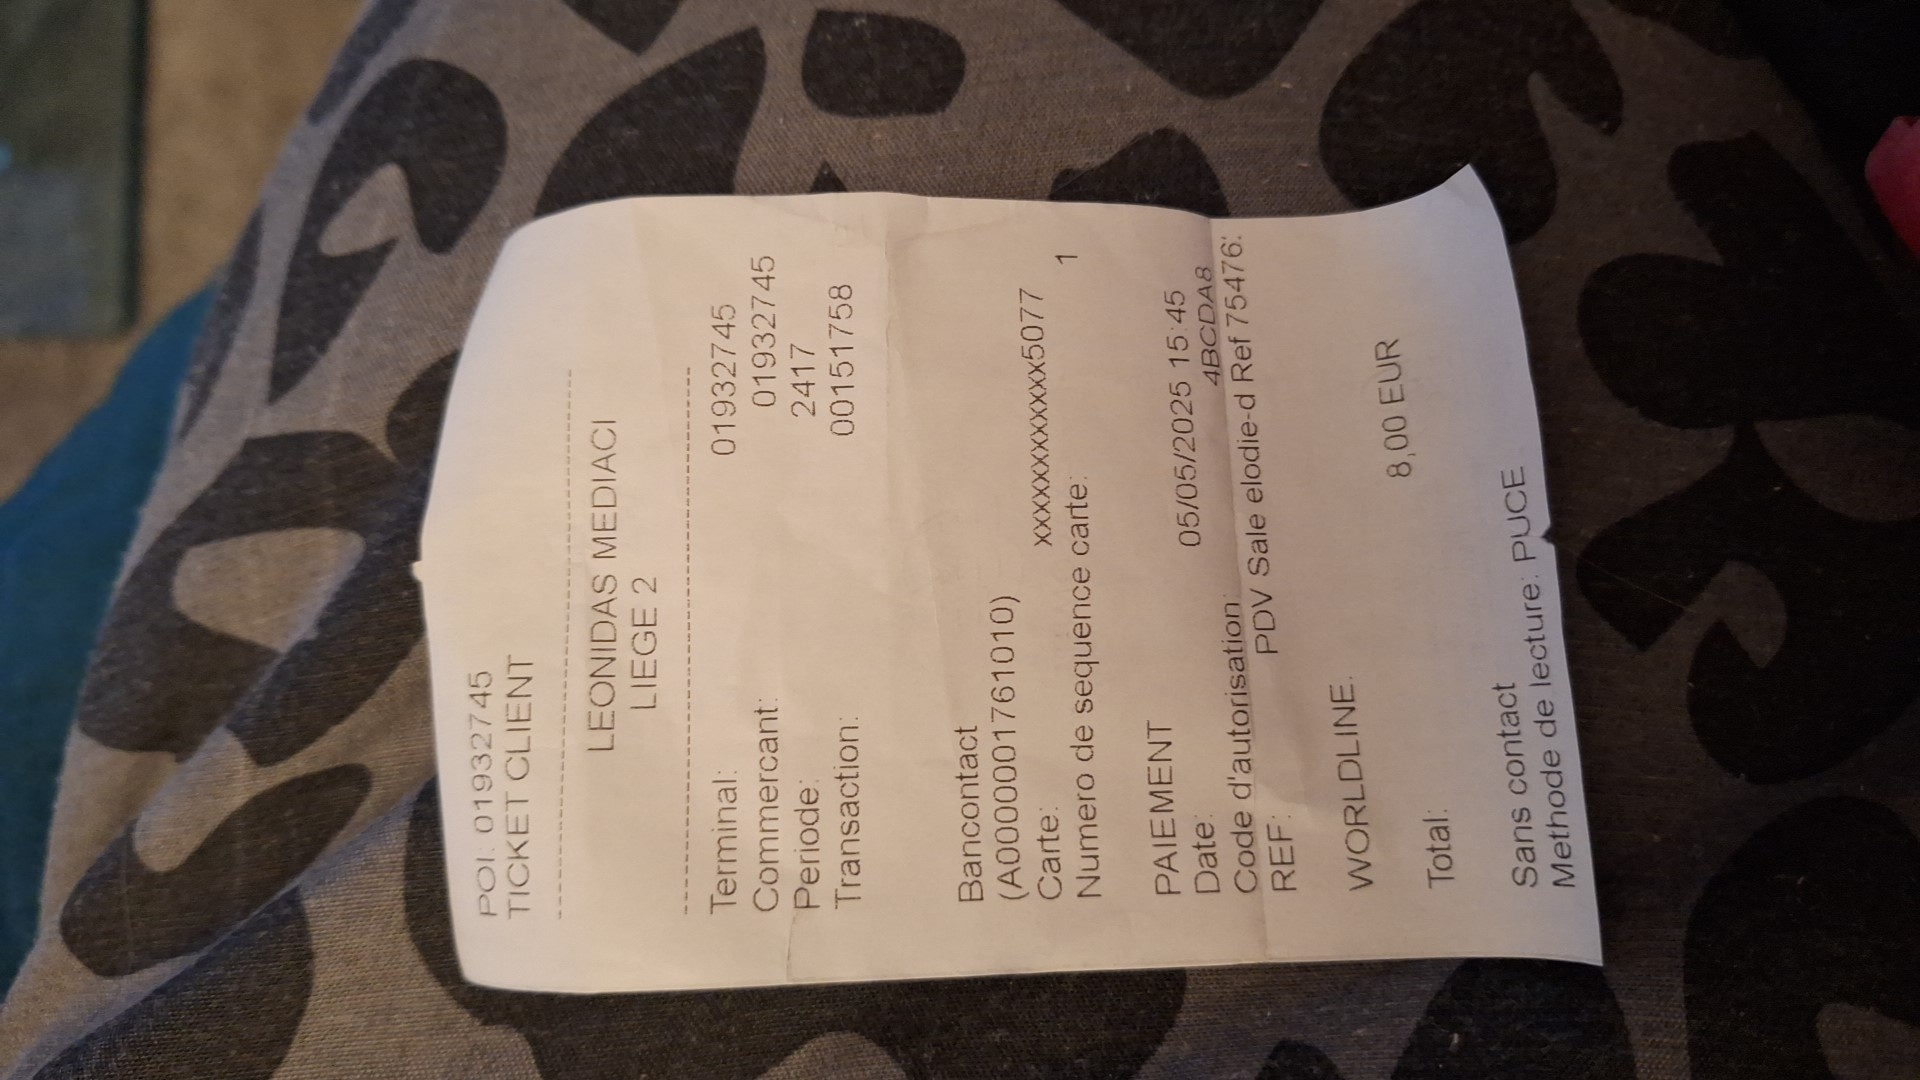 POI: 01932745
TICKET CLIENT
--------------------------------------------
LEONIDAS MEDIACI
LIEGE 2
--------------------------------------------
Terminal: 01932745
Commercant: 01932745
Periode: 2417
Transaction: 00151758
Bancontact
(A0000001761010)
Carte: xxxxxxxxxxxxx5077
Numero de sequence carte: 1
PAIEMENT
Date: 05/05/2025 15:45
Code d'autorisation: 4BCDA8
REF: PDV Sale elodie-d Ref 75476:
WORLDLINE.
Total: 8,00 EUR
Sans contact
Methode de lecture: PUCE